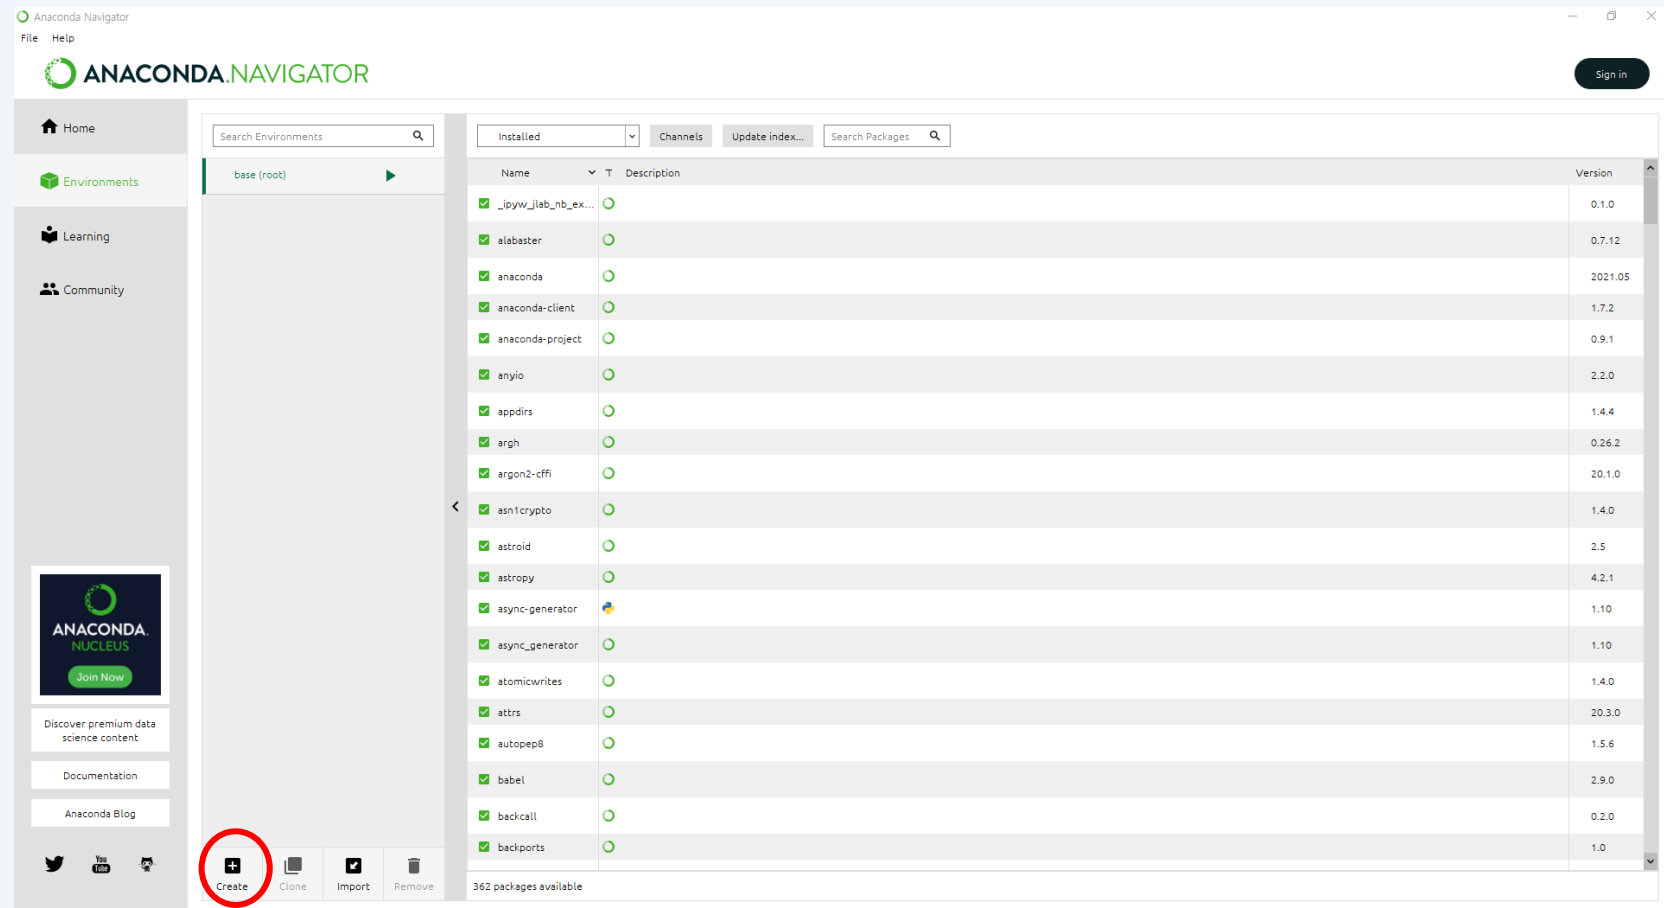 Anaconda Navigator
File Help
ANACONDA.NAVIGATOR
Sign in
Home
Environments
Learning
Community
ANACONDA.
NUCLEUS
Join Now
Discover premium data
science content
Documentation
Anaconda Blog
You
Tube
Search Environments
base (root)
Create Clone Import Remove
Installed Channels Update index... Search Packages
Name T Description Version
_ipyw_jlab_nb_ex... 0.1.0
alabaster 0.7.12
anaconda 2021.05
anaconda-client 1.7.2
anaconda-project 0.9.1
anyio 2.2.0
appdirs 1.4.4
argh 0.26.2
argon2-cffi 20.1.0
asn1crypto 1.4.0
astroid 2.5
astropy 4.2.1
async-generator 1.10
async_generator 1.10
atomicwrites 1.4.0
attrs 20.3.0
autopep8 1.5.6
babel 2.9.0
backcall 0.2.0
backports 1.0
362 packages available